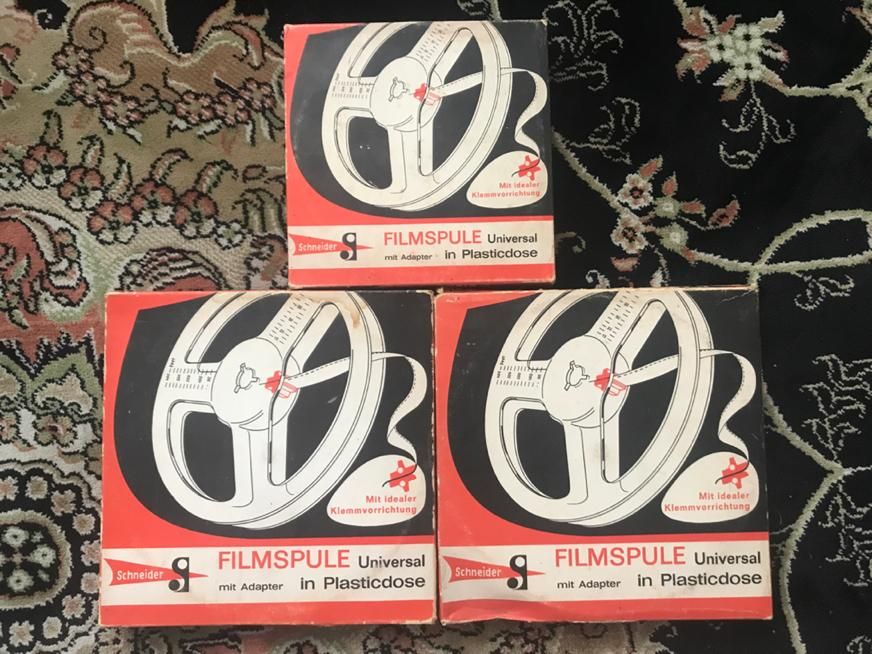 Mit idealer
Klemmvorrichtung
Schneider
FILMSPULE Universal
mit Adapter in Plasticdose
Mit idealer
Klemmvorrichtung
Schneider
FILMSPULE Universal
mit Adapter in Plasticdose
Mit idealer
Klemmvorrichtung
Schneider
FILMSPULE Universal
mit Adapter in Plasticdose